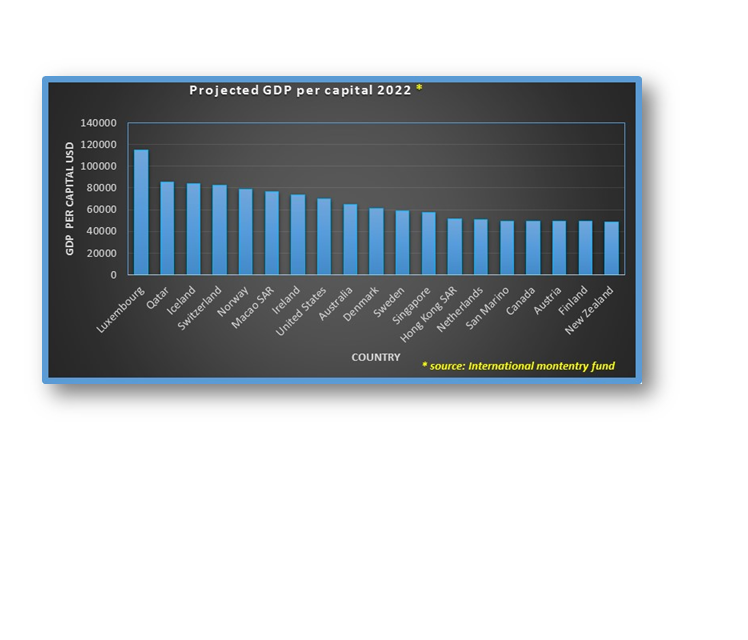 Projected GDP per capital 2022 *
GDP PER CAPITAL USD
140000
120000
100000
80000
60000
40000
20000
0
Luxembourg
Qatar
Iceland
Switzerland
Norway
Macao SAR
Ireland
United States
Australia
Denmark
Sweden
Singapore
Hong Kong SAR
Netherlands
San Marino
Canada
Austria
Finland
New Zealand
COUNTRY
* source: International montentry fund